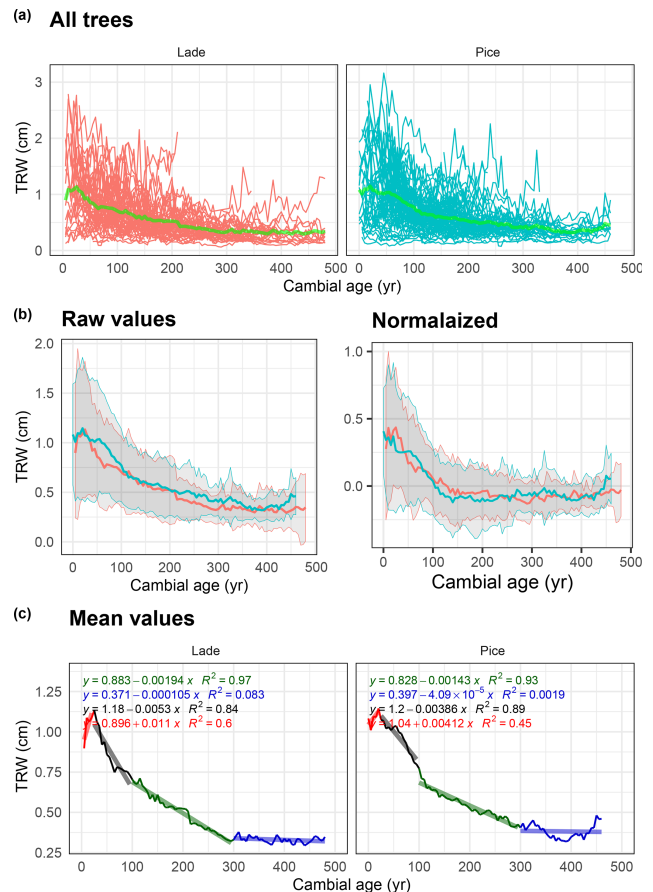 (a) All trees
Lade Pice
3
2
1
0
TRW (cm)
0 100 200 300 400 500 0 100 200 300 400 500
Cambial age (yr)
(b) Raw values Normalaized
2.0
1.5
1.0
0.5
0.0
TRW (cm)
1.0
0.5
0.0
0 100 200 300 400 500 0 100 200 300 400 500
Cambial age (yr) Cambial age (yr)
(c) Mean values
Lade Pice
y = 0.883 − 0.00194 x R² = 0.97 y = 0.828 − 0.00143 x R² = 0.93
y = 0.371 − 0.000105 x R² = 0.083 y = 0.397 − 4.09 × 10⁻⁵ x R² = 0.0019
y = 1.18 − 0.0053 x R² = 0.84 y = 1.2 − 0.00386 x R² = 0.89
y = 0.896 + 0.011 x R² = 0.6 y = 1.04 + 0.00412 x R² = 0.45
1.25
1.00
0.75
0.50
0.25
TRW (cm)
0 100 200 300 400 500 0 100 200 300 400 500
Cambial age (yr)